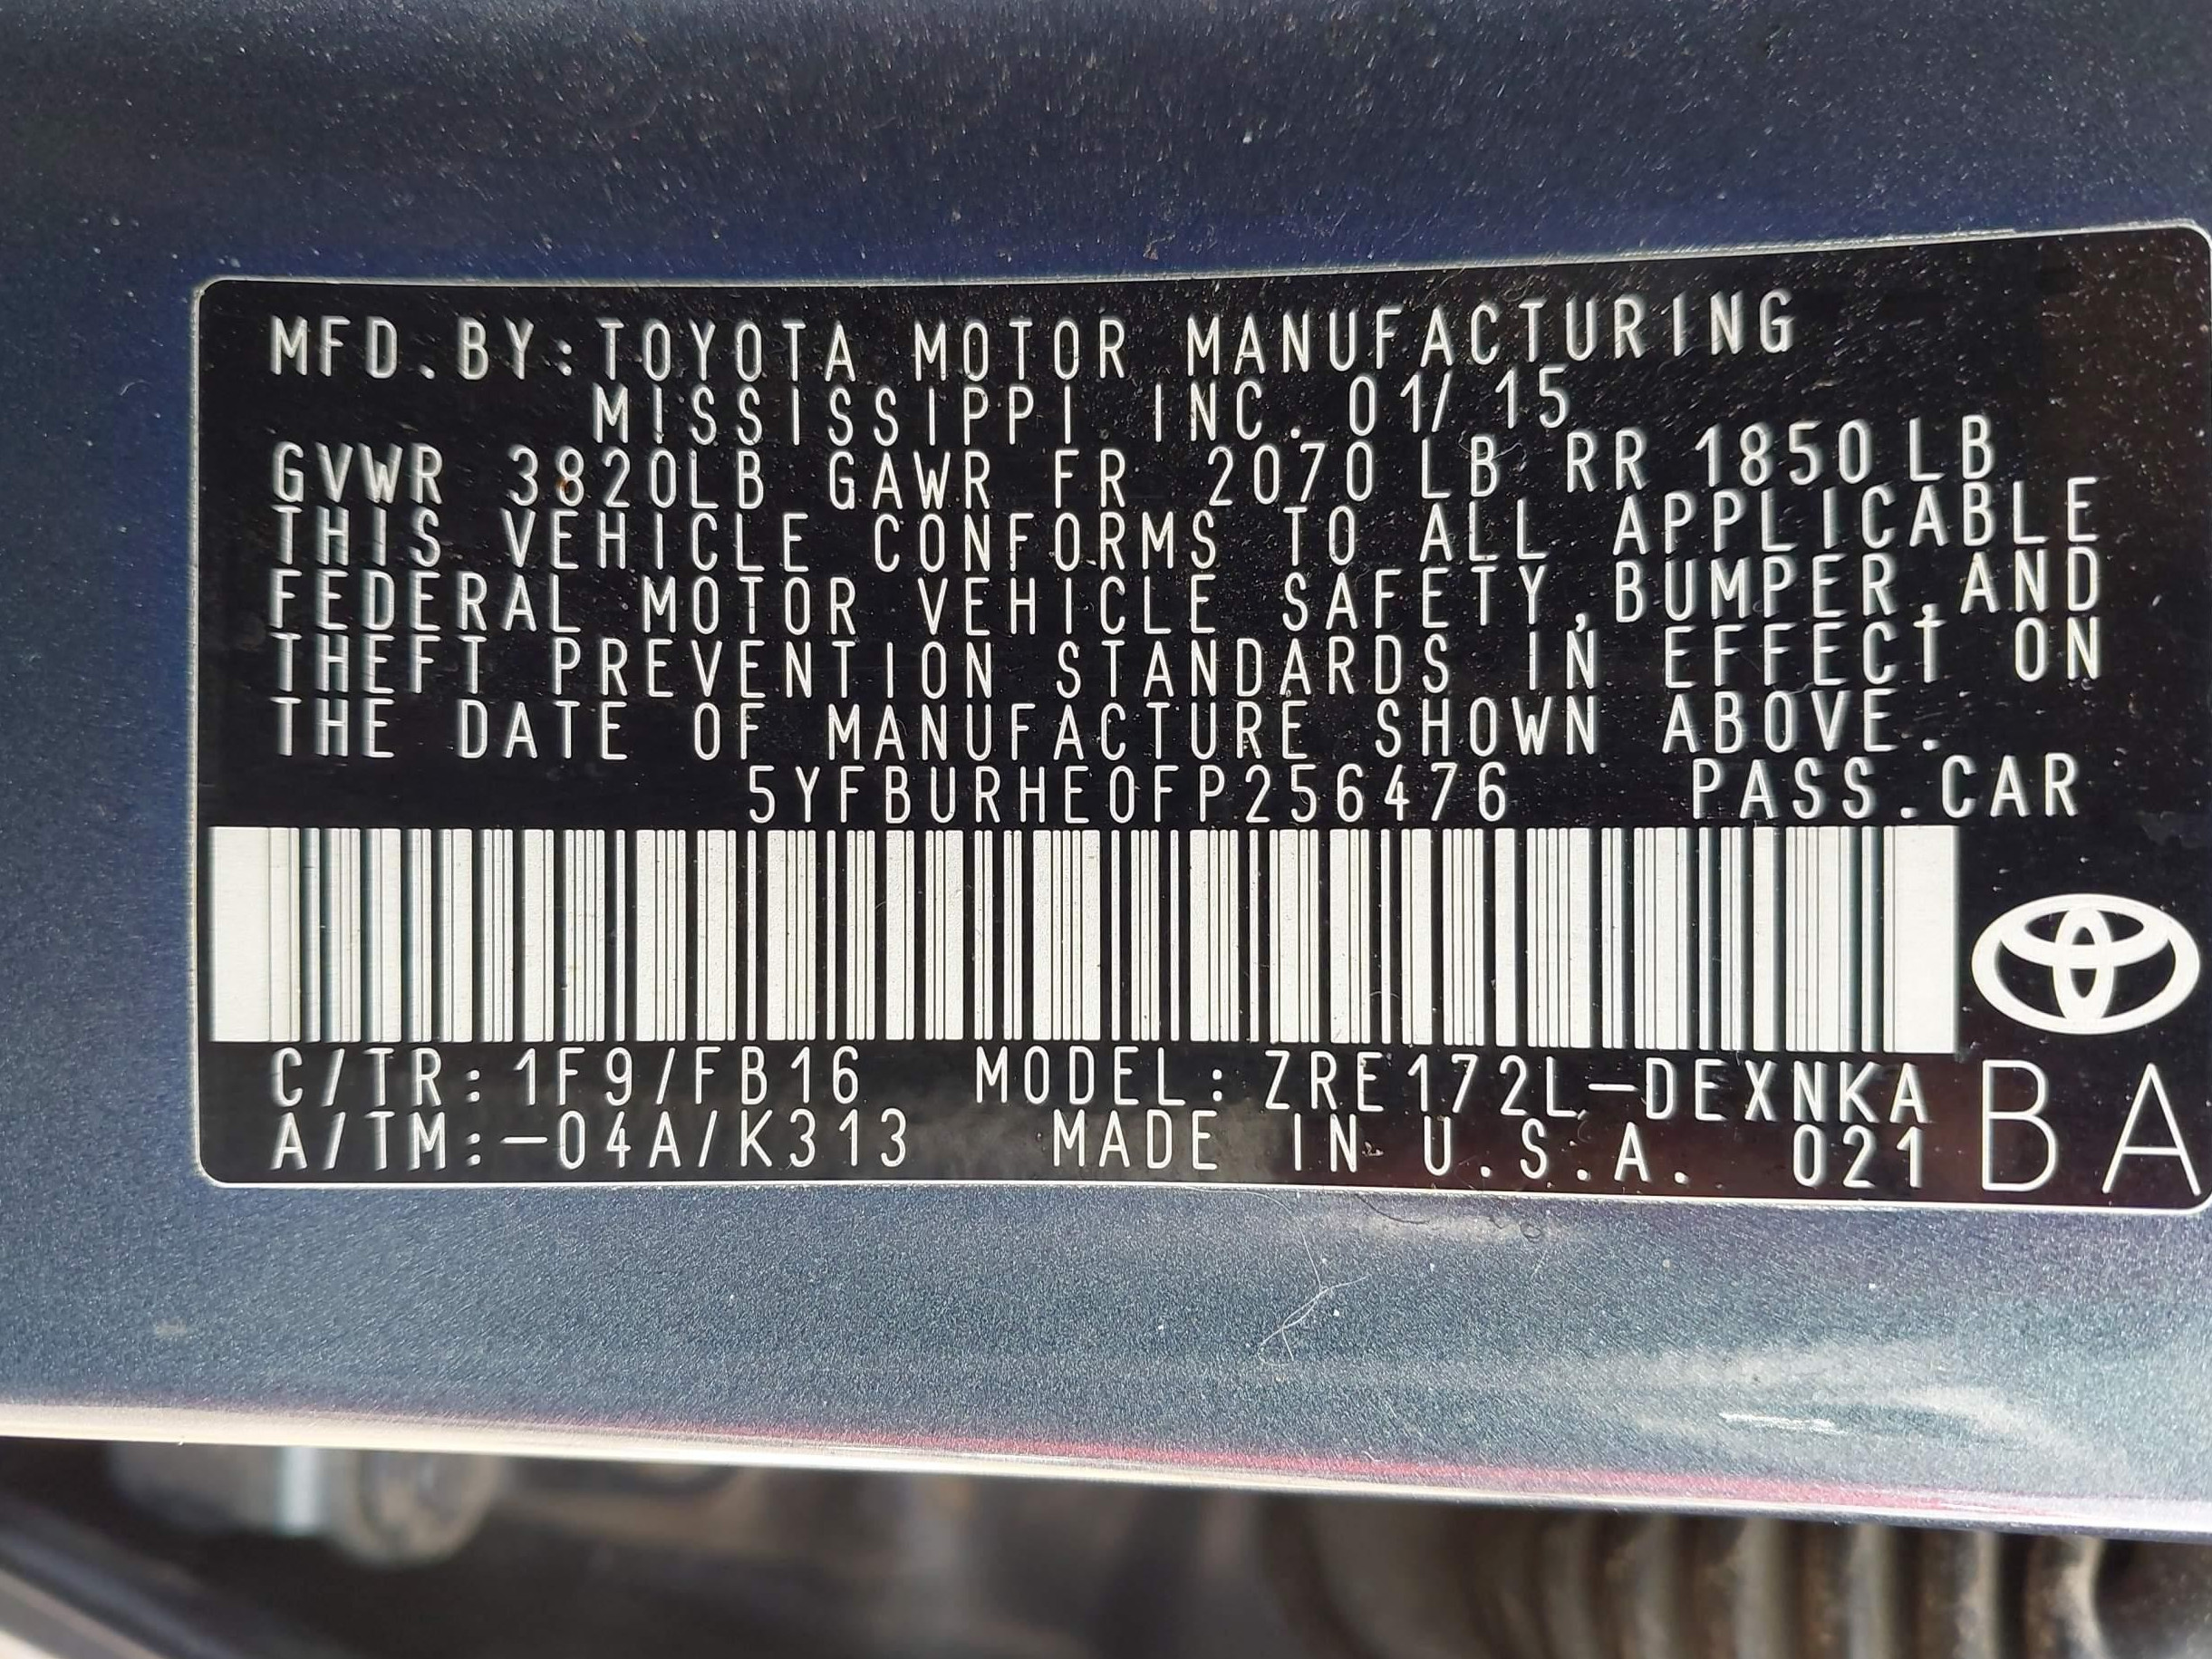 MFD.BY:TOYOTA MOTOR MANUFACTURING
MISSISSIPPI INC. 01/ 15
GVWR 3820LB GAWR FR 2070 LB RR 1850LB
THIS VEHICLE CONFORMS TO ALL APPLICABLE
FEDERAL MOTOR VEHICLE SAFETY,BUMPER,AND
THEFT PREVENTION STANDARDS IN EFFECT ON
THE DATE OF MANUFACTURE SHOWN ABOVE.
5YFBURHE0FP256476 PASS.CAR
C/TR:1F9/FB16 MODEL:ZRE172L-DEXNKA
A/TM:-04A/K313 MADE IN U.S.A. 021
BA